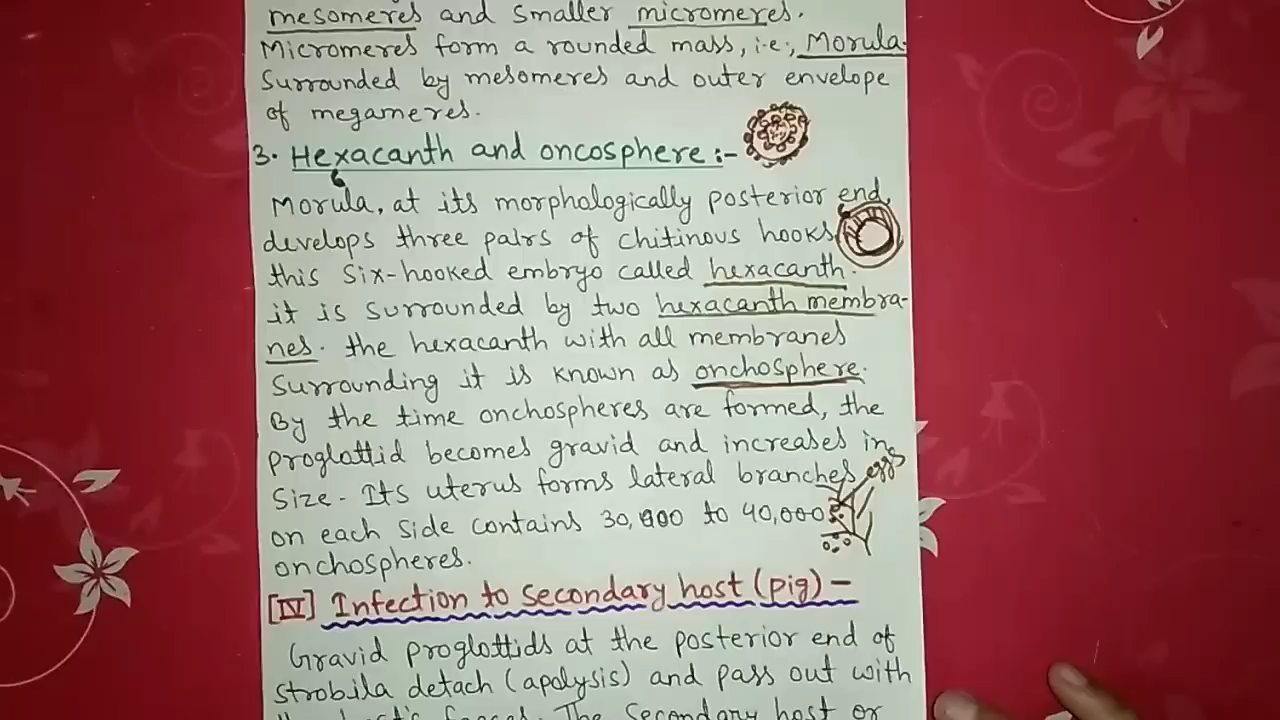 mesomeres and smaller micromeres.
Micromeres form a rounded mass, i.e., Morula
surrounded by mesomeres and outer envelope
of megameres.
3. Hexacanth and oncosphere :-
6
Morula, at its morphologically posterior end,
develops three pairs of chitinous hooks
this six-hooked embryo called hexacanth.
it is surrounded by two hexacanth membra-
nes. the hexacanth with all membranes
surrounding it is known as onchosphere.
By the time onchospheres are formed, the
proglottid becomes gravid and increases in
size. Its uterus forms lateral branches
eggs
on each side contains 30,000 to 40,000
onchospheres.
[IV] Infection to secondary host (pig) -
Gravid proglottids at the posterior end of
strobila detach (apolysis) and pass out with
The secondary host or